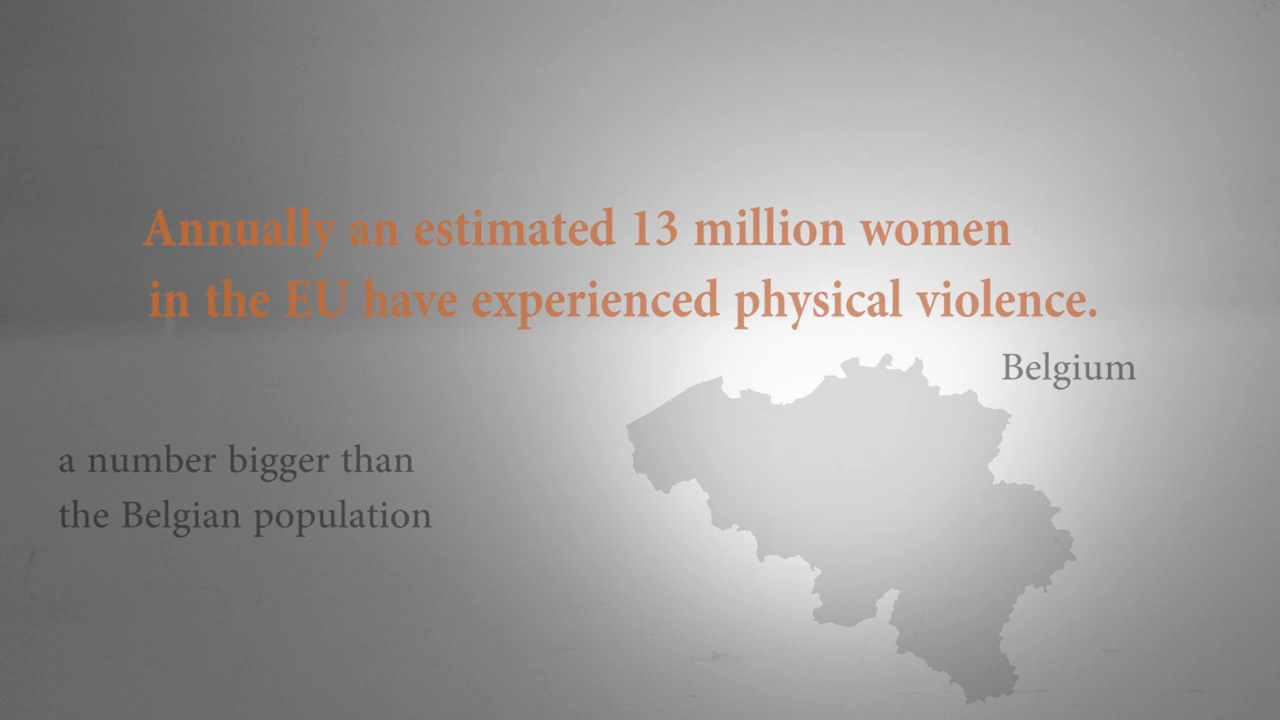 Annually an estimated 13 million women
in the EU have experienced physical violence.
Belgium
a number bigger than
the Belgian population